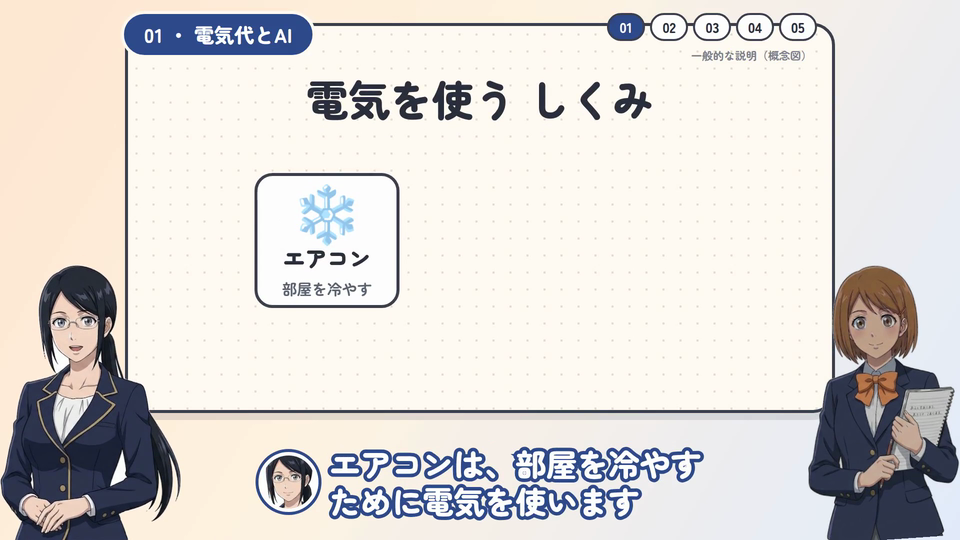 01 ・ 電気代とAI
01 02 03 04 05
一般的な説明（概念図）
電気を使う しくみ
エアコン
部屋を冷やす
エアコンは、部屋を冷やす
ために電気を使います